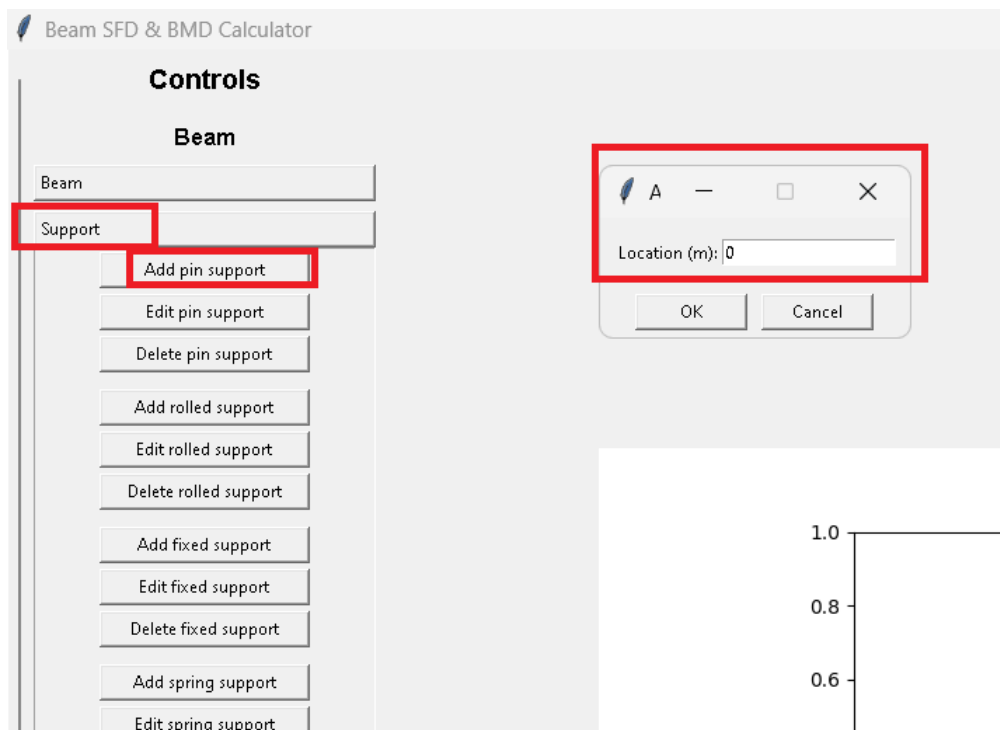 Beam SFD & BMD Calculator
Controls
Beam
Beam
Support
Add pin support
Edit pin support
Delete pin support
Add rolled support
Edit rolled support
Delete rolled support
Add fixed support
Edit fixed support
Delete fixed support
Add spring support
Edit spring support
A
Location (m): 0
OK Cancel
1.0
0.8
0.6